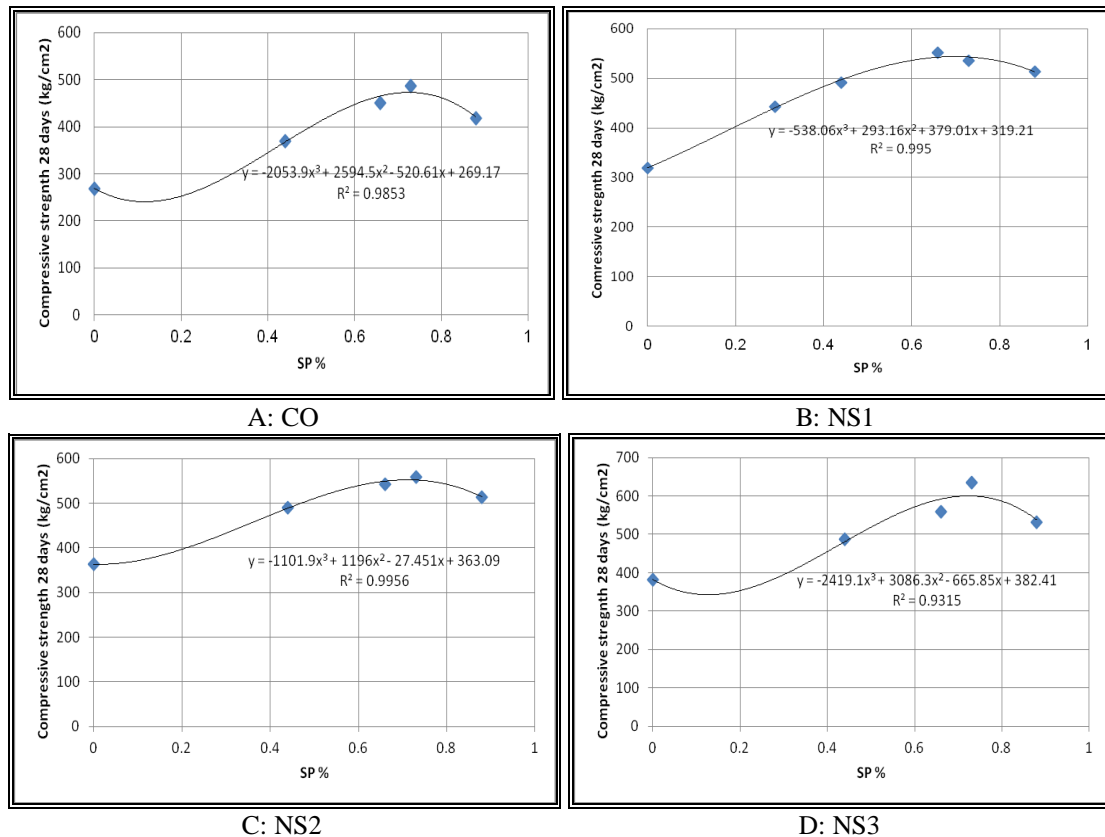 600
500
400
300
200
100
0
0 0.2 0.4 0.6 0.8 1
Compressive stregnth 28 days (kg/cm2)
SP %
y = -2053.9x³ + 2594.5x² - 520.61x + 269.17
R² = 0.9853
A: CO
600
500
400
300
200
100
0
0 0.2 0.4 0.6 0.8 1
Comressive stregnth 28 days (kg/cm2)
SP %
y = -538.06x³ + 293.16x² + 379.01x + 319.21
R² = 0.995
B: NS1
600
500
400
300
200
100
0
0 0.2 0.4 0.6 0.8 1
Compressive strength 28 days (kg/cm2)
SP %
y = -1101.9x³ + 1196x² - 27.451x + 363.09
R² = 0.9956
C: NS2
700
600
500
400
300
200
100
0
0 0.2 0.4 0.6 0.8 1
Compressive stregnth 28 days (kg/cm2)
SP %
y = -2419.1x³ + 3086.3x² - 665.85x + 382.41
R² = 0.9315
D: NS3